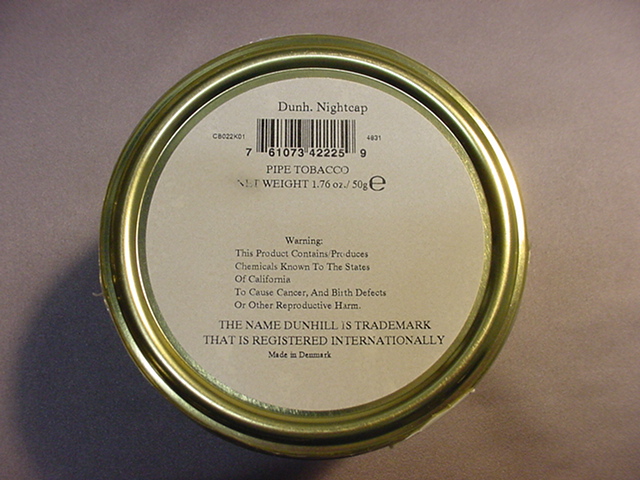 Dunh. Nightcap
C8022K01
4831
7 61073 42225 9
PIPE TOBACCO
NET WEIGHT 1.76 oz./ 50g e
Warning:
This Product Contains/Produces
Chemicals Known To The States
Of California
To Cause Cancer, And Birth Defects
Or Other Reproductive Harm.
THE NAME DUNHILL IS TRADEMARK
THAT IS REGISTERED INTERNATIONALLY
Made in Denmark